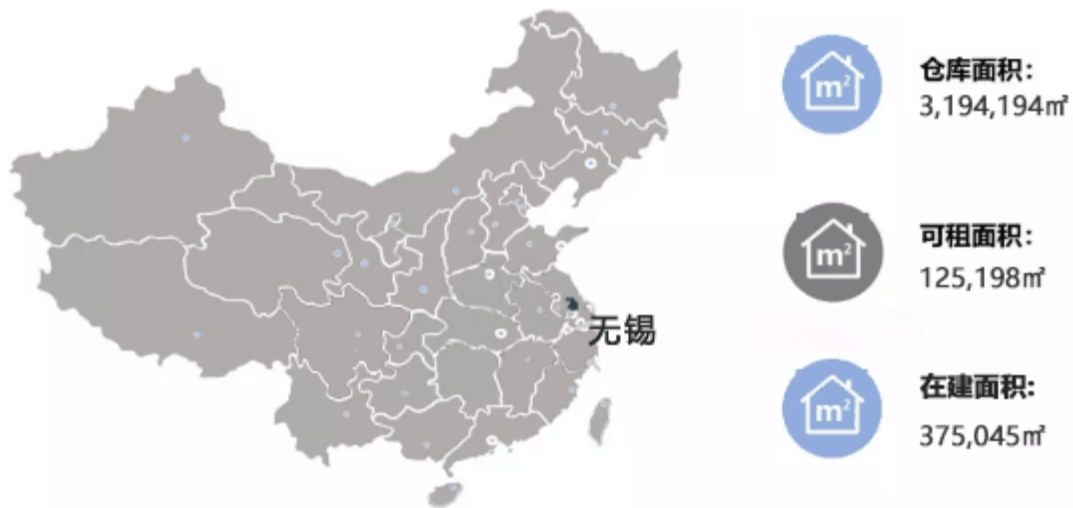 仓库面积：
3,194,194㎡
可租面积：
125,198㎡
无锡
在建面积:
375,045㎡
m²
m²
m²